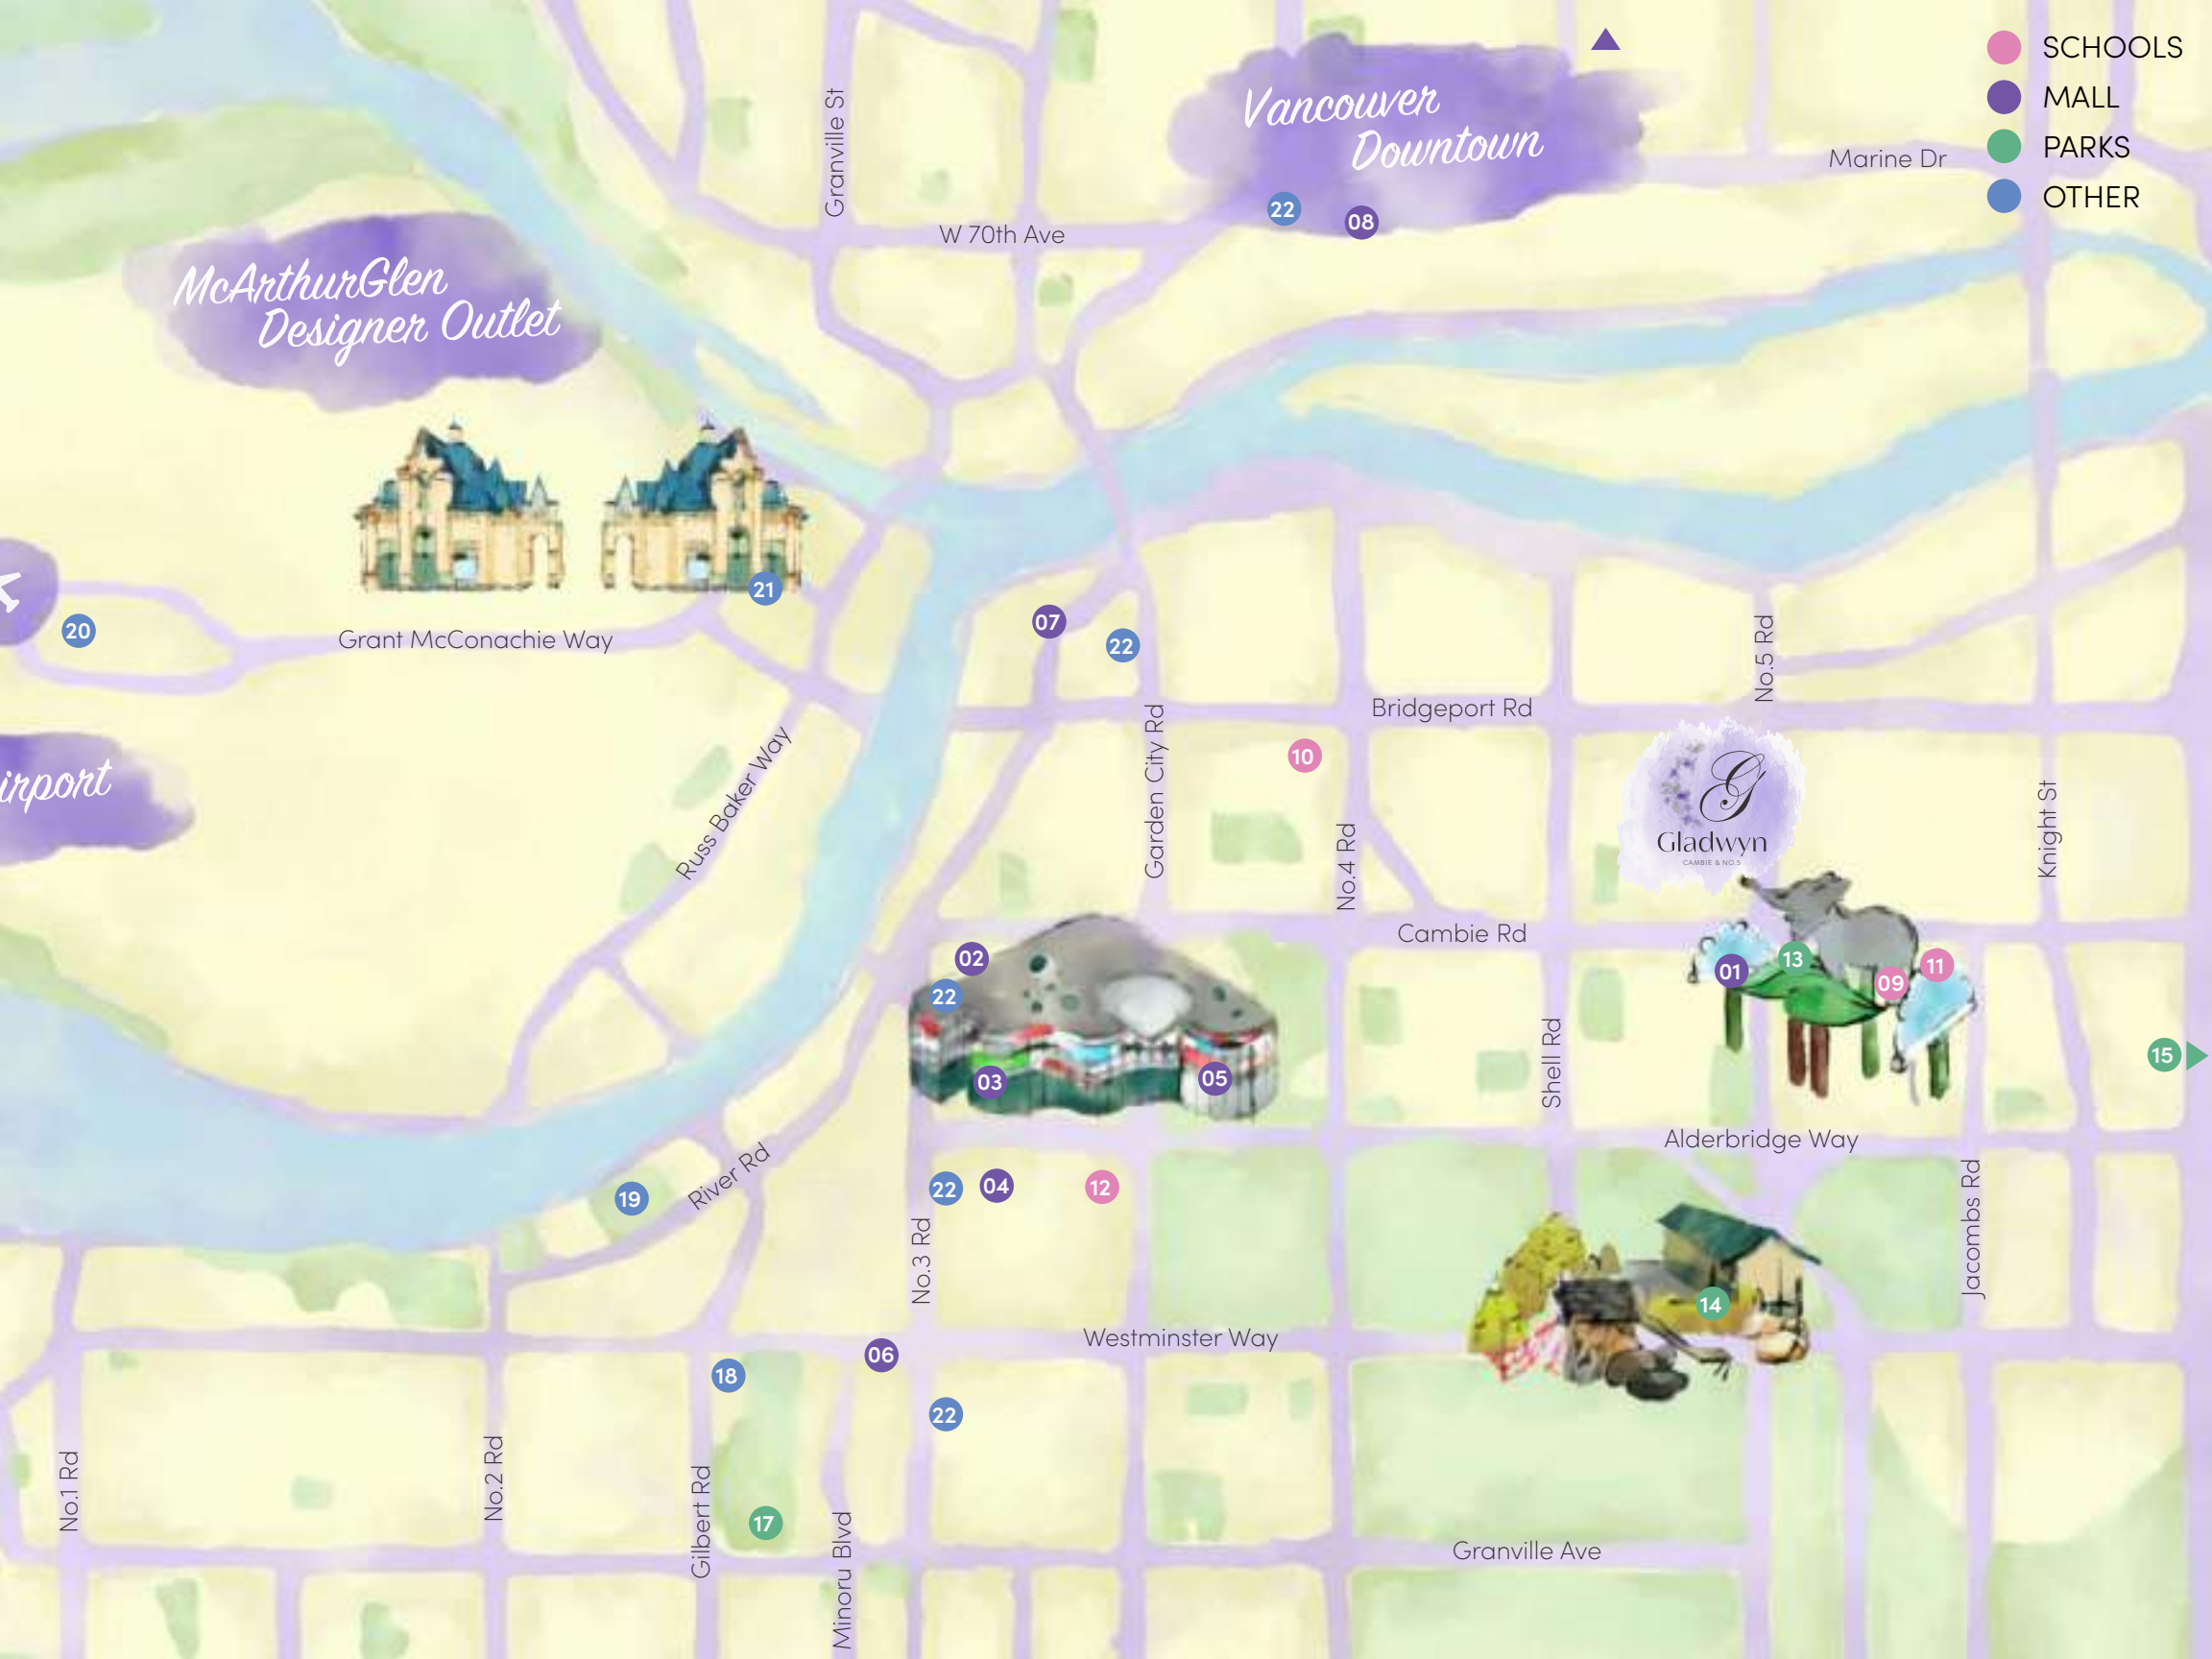 SCHOOLS
MALL
PARKS
OTHER
Vancouver
Downtown
Marine Dr
Granville St
22
08
W 70th Ave
McArthurGlen
Designer Outlet
21
20
Grant McConachie Way
07
22
No.5 Rd
Bridgeport Rd
10
Garden City Rd
irport
Russ Baker Way
No.4 Rd
G
Gladwyn
CAMBIE & NO.5
Knight St
Cambie Rd
02
22
01
13
09
11
03
05
Shell Rd
15
Alderbridge Way
River Rd
19
22
04
12
No.3 Rd
Jacombs Rd
14
Westminster Way
06
18
22
No.1 Rd
No.2 Rd
Gilbert Rd
17
Minoru Blvd
Granville Ave